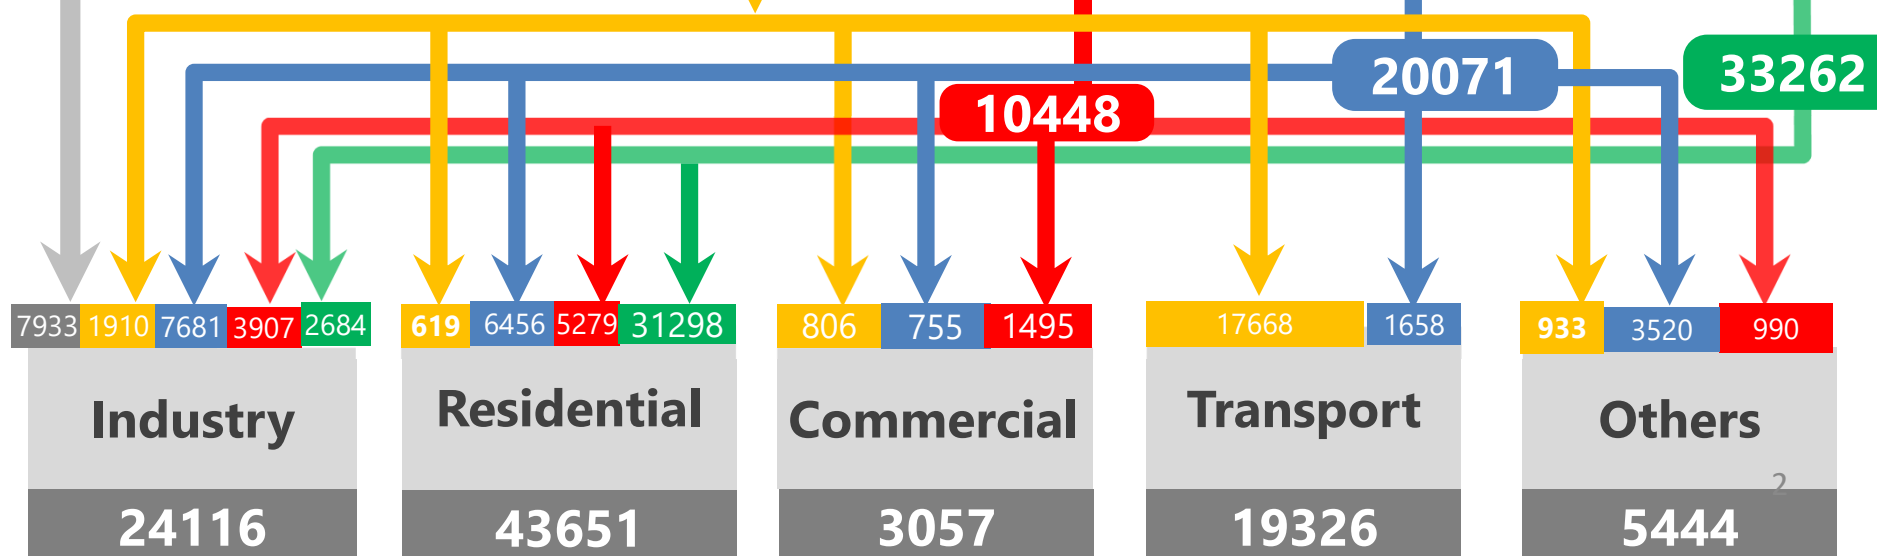 20071
33262
10448
7933 1910 7681 3907 2684
619 6456 5279 31298
806 755 1495
17668 1658
933 3520 990
Industry
Residential
Commercial
Transport
Others
2
24116
43651
3057
19326
5444